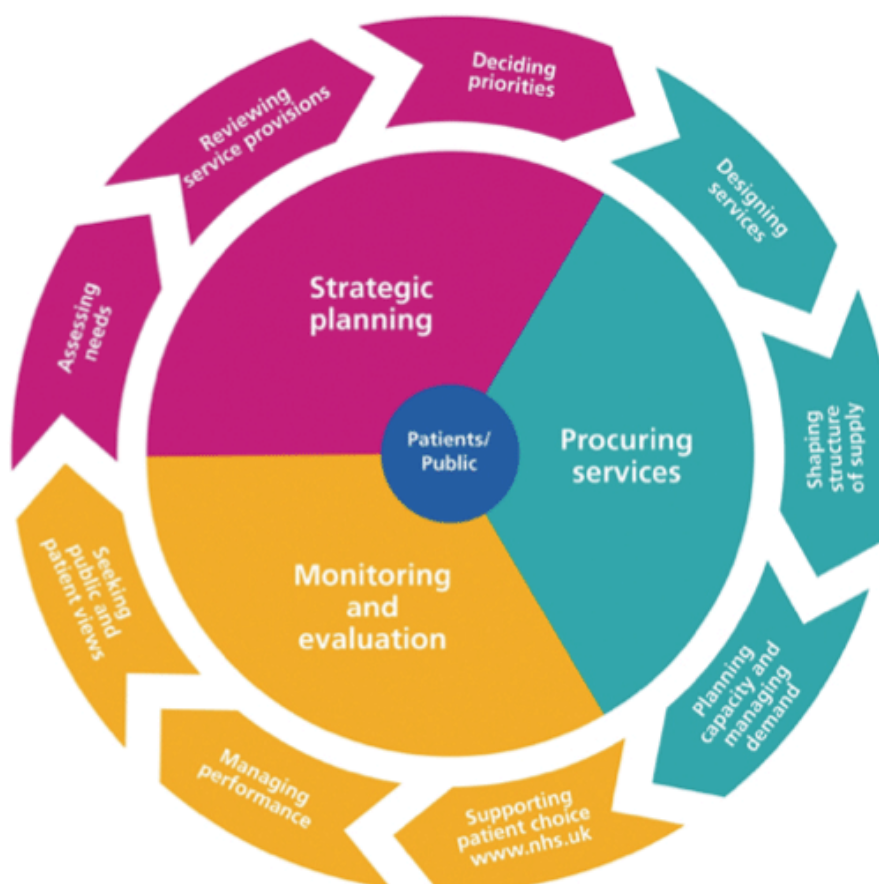 Deciding
priorities
Designing
services
Shaping structure
of supply
Planning
capacity and
managing
demand
Supporting
patient choice
www.nhs.uk
Managing
performance
Seeking
public and
patient views
Assessing
needs
Reviewing
service provisions
Strategic
planning
Procuring
services
Monitoring
and
evaluation
Patients/
Public